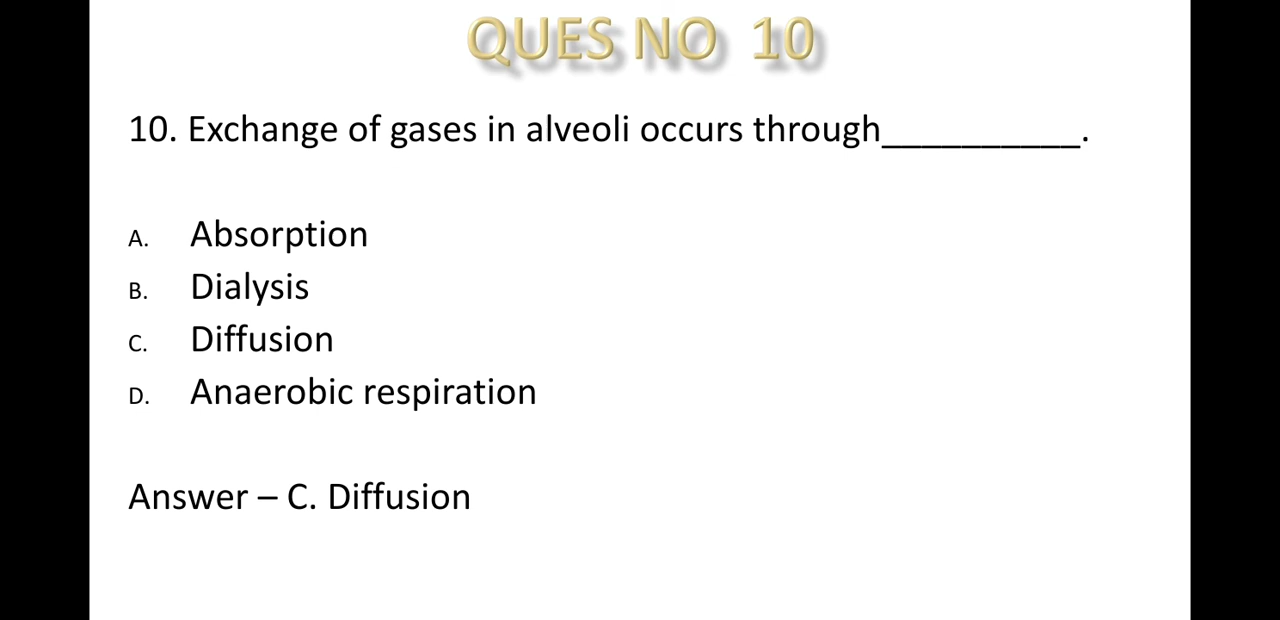 QUES NO 10
10. Exchange of gases in alveoli occurs through__________.
A. Absorption
B. Dialysis
C. Diffusion
D. Anaerobic respiration
Answer – C. Diffusion